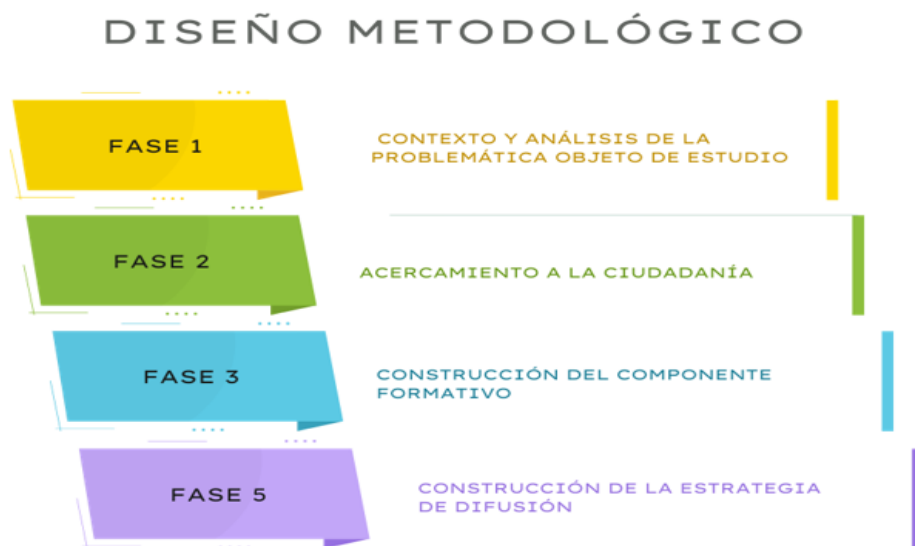 DISEÑO METODOLÓGICO
FASE 1
CONTEXTO Y ANÁLISIS DE LA
PROBLEMÁTICA OBJETO DE ESTUDIO
FASE 2
ACERCAMIENTO A LA CIUDADANÍA
FASE 3
CONSTRUCCIÓN DEL COMPONENTE
FORMATIVO
FASE 5
CONSTRUCCIÓN DE LA ESTRATEGIA
DE DIFUSIÓN